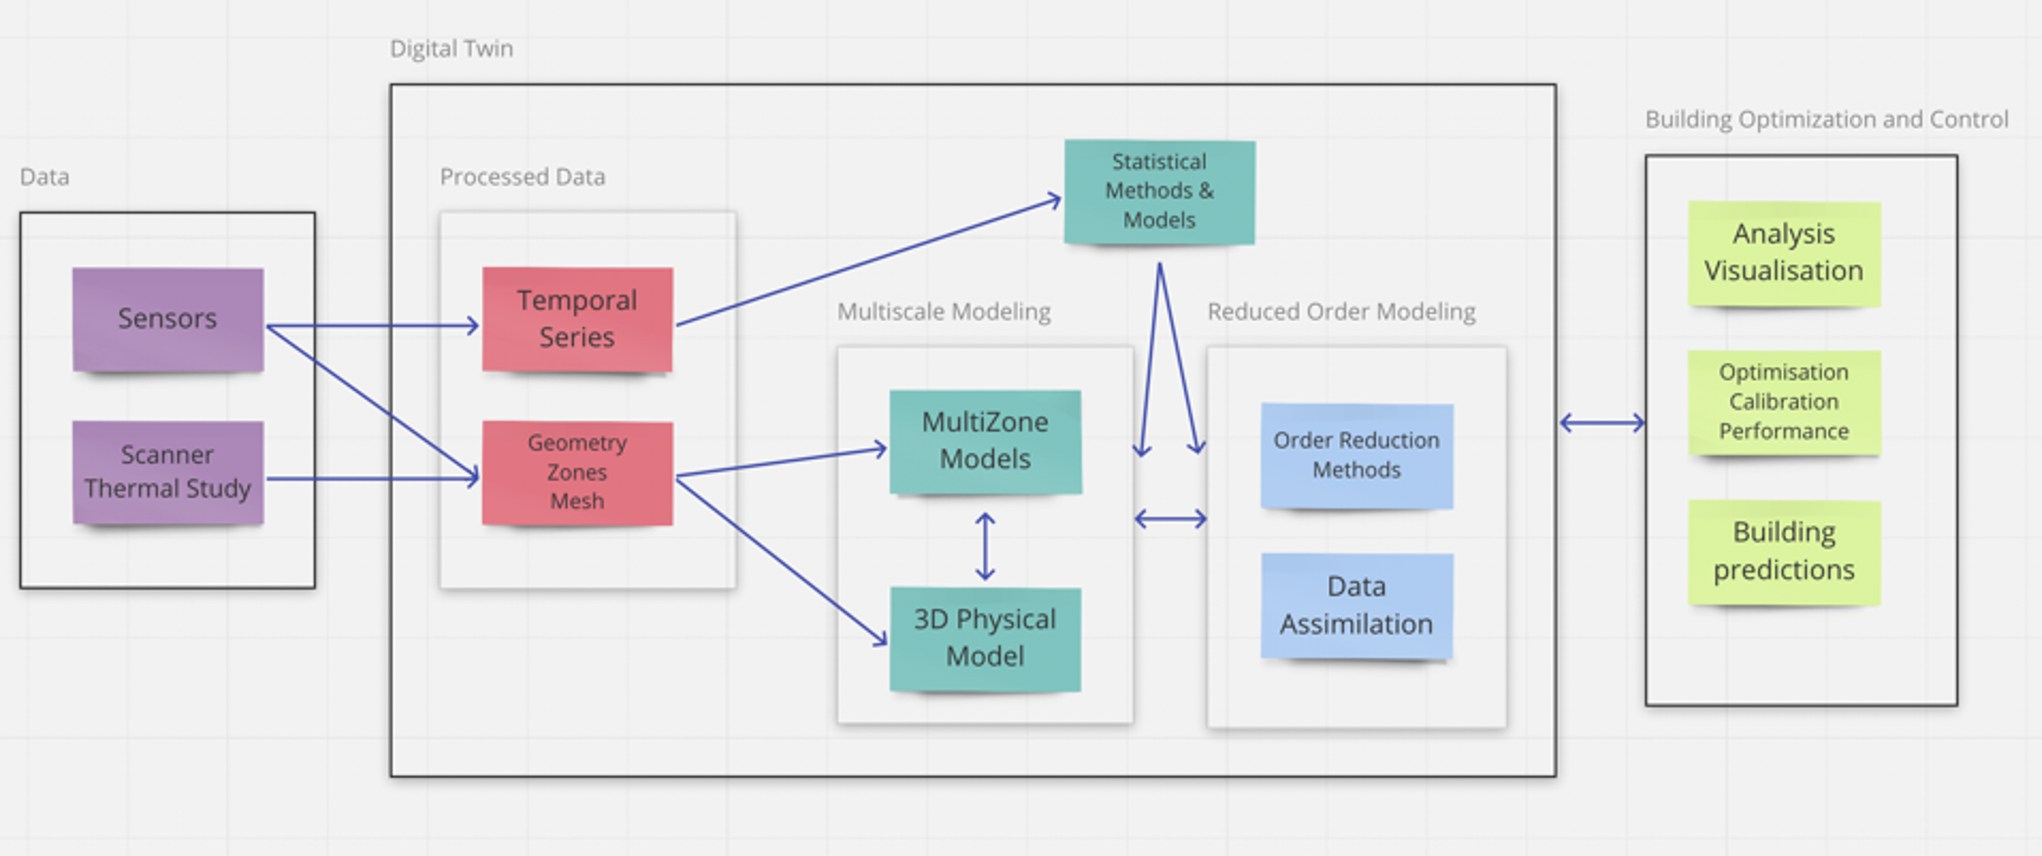 Digital Twin
Building Optimization and Control
Data
Processed Data
Statistical
Methods &
Models
Sensors
Temporal
Series
Scanner
Thermal Study
Geometry
Zones
Mesh
Multiscale Modeling
MultiZone
Models
3D Physical
Model
Reduced Order Modeling
Order Reduction
Methods
Data
Assimilation
Analysis
Visualisation
Optimisation
Calibration
Performance
Building
predictions